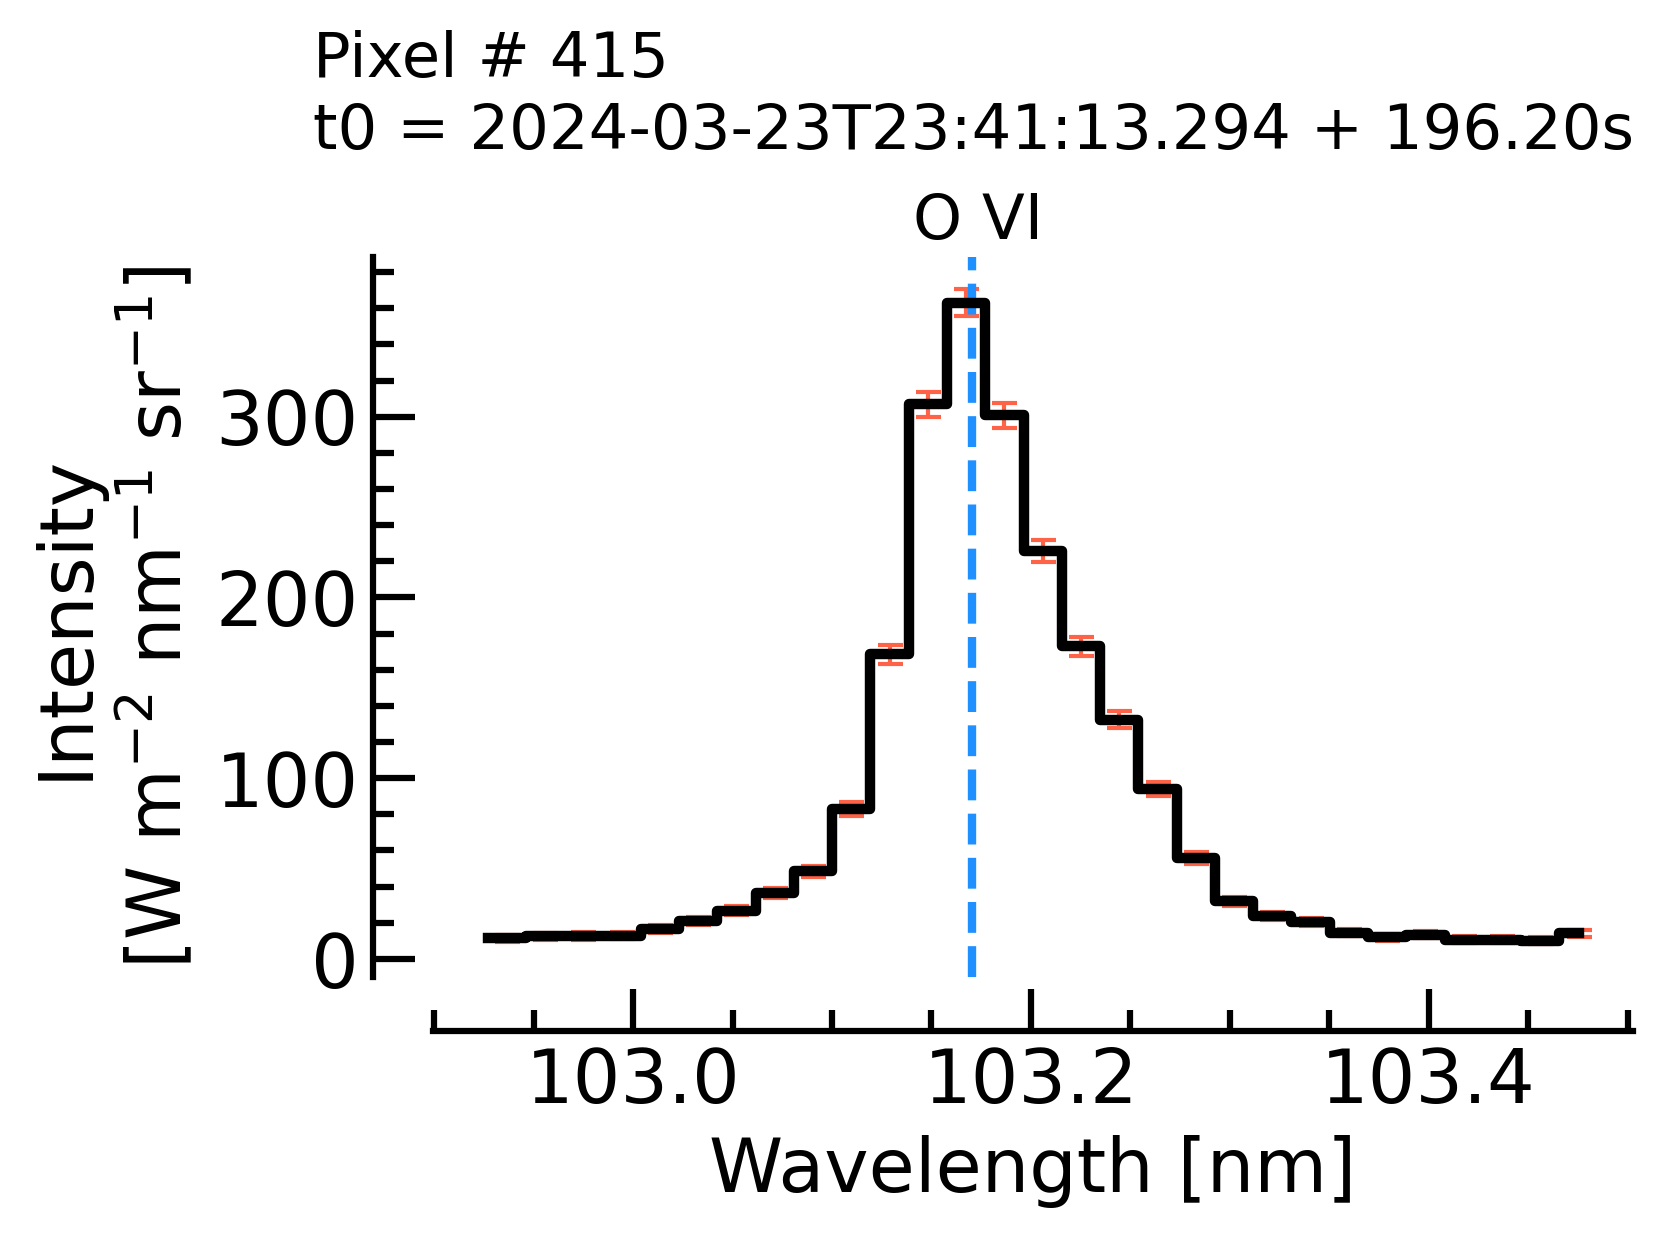 Pixel # 415
t0 = 2024-03-23T23:41:13.294 + 196.20s
O VI
Intensity
[W m⁻² nm⁻¹ sr⁻¹]
300
200
100
0
103.0 103.2 103.4
Wavelength [nm]